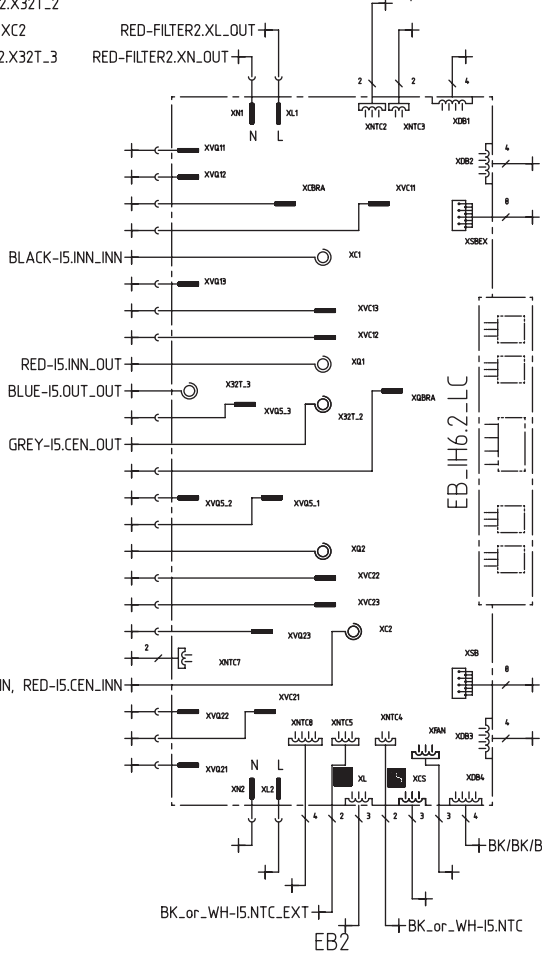 2.X32T_2
XC2
RED-FILTER2.XL_OUT
2.X32T_3
RED-FILTER2.XN_OUT
2
2
4
XN1
XL1
XNTC2
XNTC3
XDB1
N
L
XVQ11
4
XDB2
XVQ12
XCBRA
XVC11
8
XSBEX
BLACK-I5.INN_INN
XC1
XVQ13
XVC13
XVC12
RED-I5.INN_OUT
XQ1
BLUE-I5.OUT_OUT
X32T_3
XQBRA
XVQS_3
X32T_2
GREY-I5.CEN_OUT
EB_IH6.2_LC
XVQS_2
XVQS_1
XQ2
XVC22
XVC23
XVQ23
XC2
2
XNTC7
XSB
8
IN, RED-I5.CEN_INN
XVC21
XVQ22
XNTC8
XNTC5
XNTC4
XFAN
4
XDB3
XVQ21
N
L
XL
XCS
XDB4
XN2
XL2
4
2
3
2
3
3
4
BK/BK/B
BK_or_WH-I5.NTC_EXT
BK_or_WH-I5.NTC
EB2